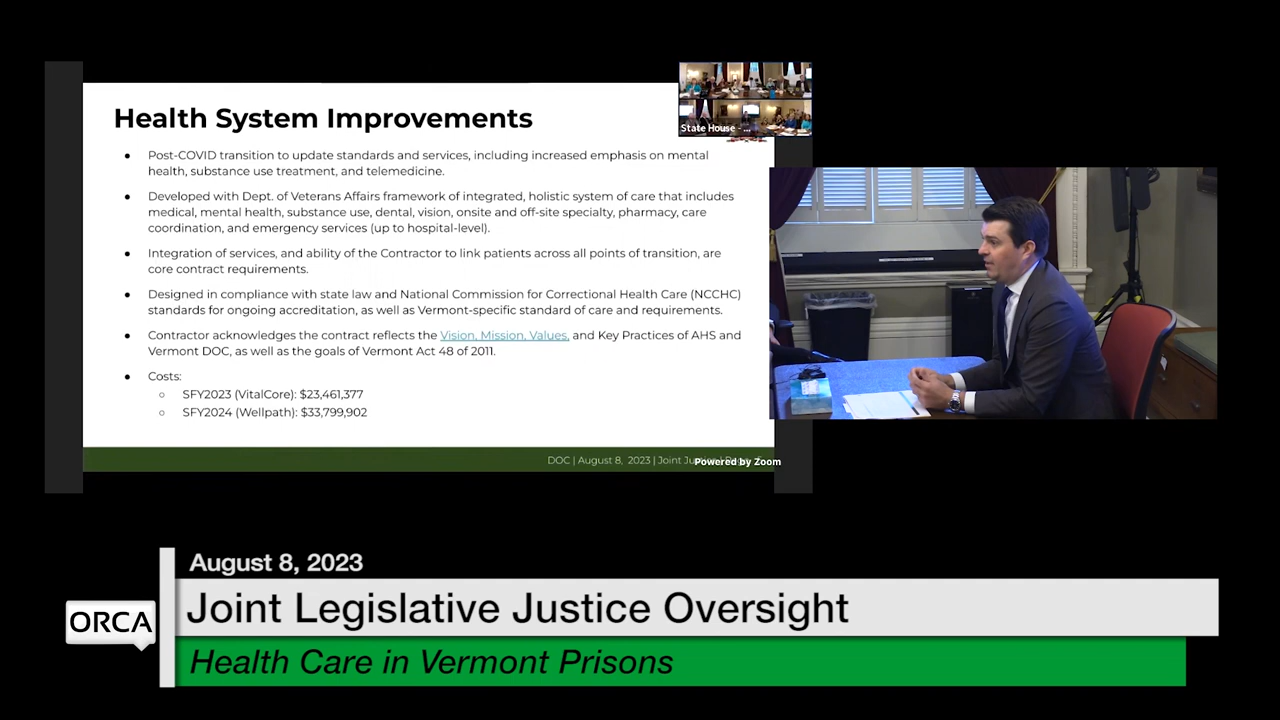 Health System Improvements
State House - ...
● Post-COVID transition to update standards and services, including increased emphasis on mental
health, substance use treatment, and telemedicine.
● Developed with Dept. of Veterans Affairs framework of integrated, holistic system of care that includes
medical, mental health, substance use, dental, vision, onsite and off-site specialty, pharmacy, care
coordination, and emergency services (up to hospital-level).
● Integration of services, and ability of the Contractor to link patients across all points of transition, are
core contract requirements.
● Designed in compliance with state law and National Commission for Correctional Health Care (NCCHC)
standards for ongoing accreditation, as well as Vermont-specific standard of care and requirements.
● Contractor acknowledges the contract reflects the Vision, Mission, Values, and Key Practices of AHS and
Vermont DOC, as well as the goals of Vermont Act 48 of 2011.
● Costs:
○ SFY2023 (VitalCore): $23,461,377
○ SFY2024 (Wellpath): $33,799,902
DOC | August 8, 2023 | Joint
Powered by Zoom
August 8, 2023
ORCA
Joint Legislative Justice Oversight
Health Care in Vermont Prisons